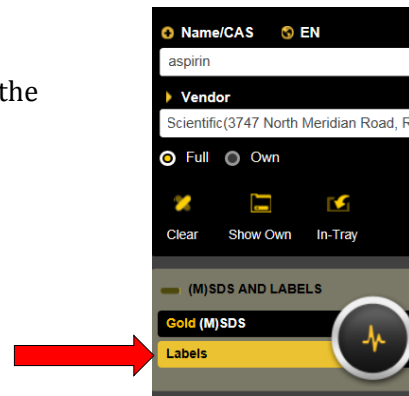 the
Name/CAS EN
aspirin
Vendor
Scientific(3747 North Meridian Road, R
Full Own
Clear Show Own In-Tray
(M)SDS AND LABELS
Gold (M)SDS
Labels